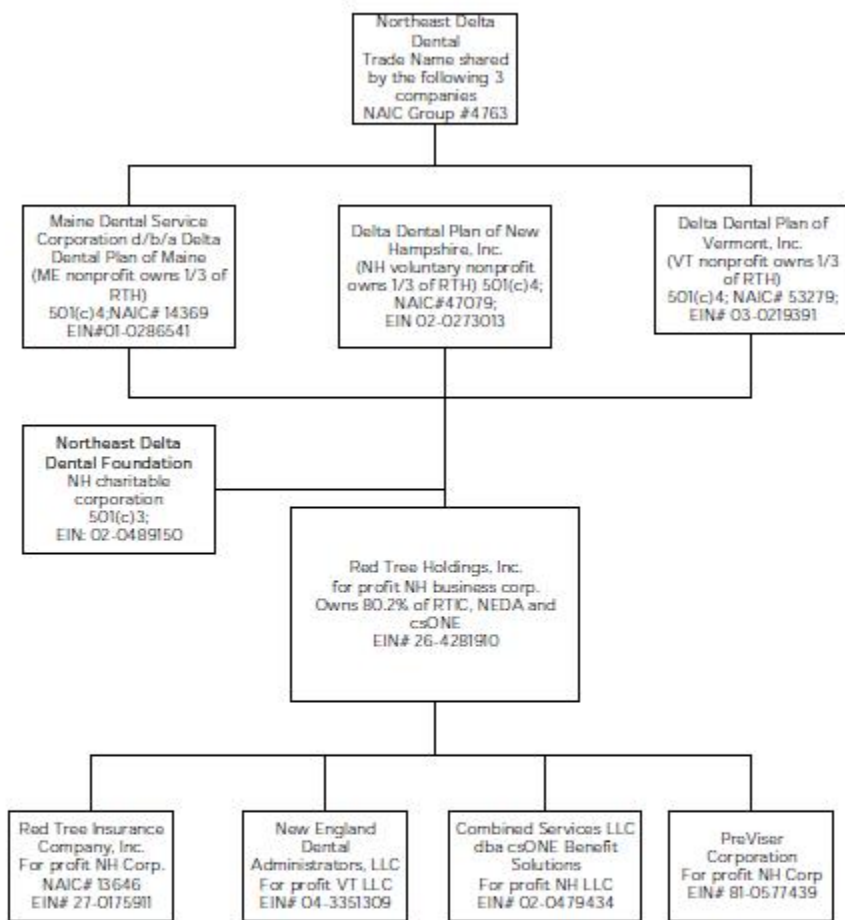 Northeast Delta
Dental
Trade Name shared
by the following 3
companies
NAIC Group #4763
Maine Dental Service
Corporation d/b/a Delta
Dental Plan of Maine
(ME nonprofit owns 1/3 of
RTH)
501(c)4;NAIC# 14369
EIN#01-0286541
Delta Dental Plan of New
Hampshire, Inc.
(NH voluntary nonprofit
owns 1/3 of RTH) 501(c)4;
NAIC#47079;
EIN 02-0273013
Delta Dental Plan of
Vermont, Inc.
(VT nonprofit owns 1/3
of RTH)
501(c)4; NAIC# 53279;
EIN# 03-0219391
Northeast Delta
Dental Foundation
NH charitable
corporation
501(c)3;
EIN: 02-0489150
Red Tree Holdings, Inc.
for profit NH business corp.
Owns 80.2% of RTIC, NEDA and
csONE
EIN# 26-4281910
Red Tree Insurance
Company, Inc.
For profit NH Corp.
NAIC# 13646
EIN# 27-0175911
New England
Dental
Administrators, LLC
For profit VT LLC
EIN# 04-3351309
Combined Services LLC
dba csONE Benefit
Solutions
For profit NH LLC
EIN# 02-0479434
PreViser
Corporation
For profit NH Corp
EIN# 81-0577439